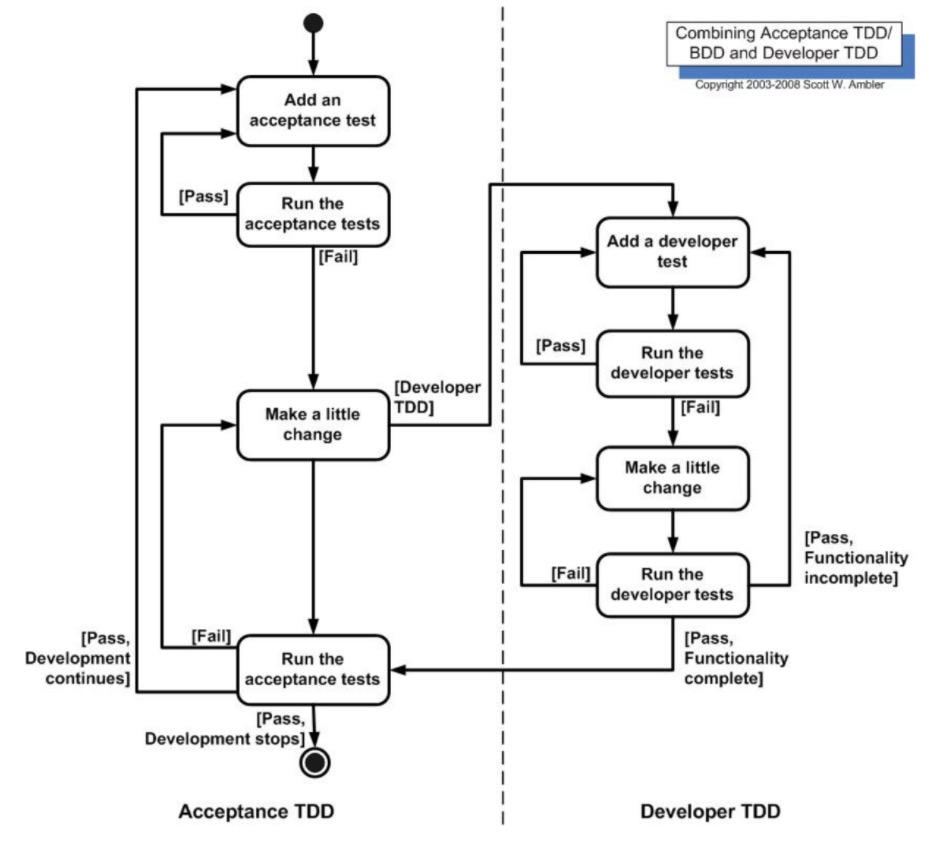 Combining Acceptance TDD/
BDD and Developer TDD
Copyright 2003-2008 Scott W. Ambler
Add an
acceptance test
[Pass]
Run the
acceptance tests
[Fail]
Make a little
change
[Developer
TDD]
[Fail]
Run the
acceptance tests
[Pass,
Development
continues]
[Pass,
Development stops]
Acceptance TDD
Add a developer
test
[Pass]
Run the
developer tests
[Fail]
Make a little
change
[Fail]
Run the
developer tests
[Pass,
Functionality
incomplete]
[Pass,
Functionality
complete]
Developer TDD